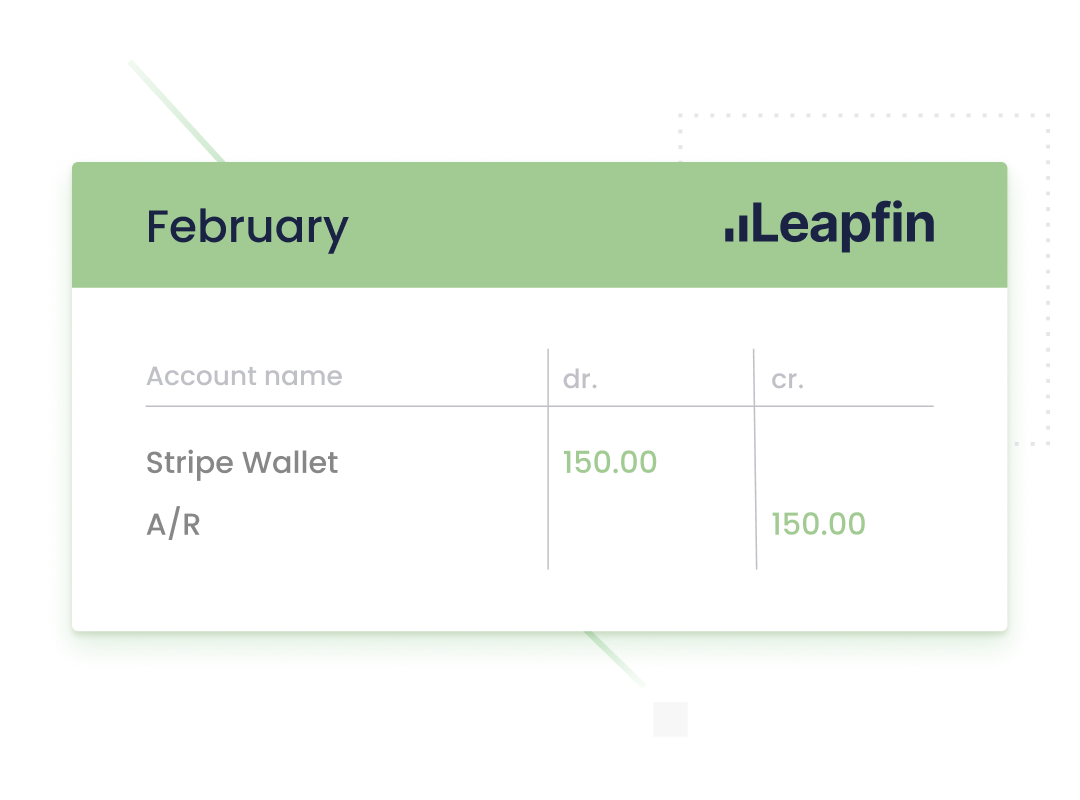 February
Leapfin
Account name dr. cr.
Stripe Wallet 150.00
A/R 150.00